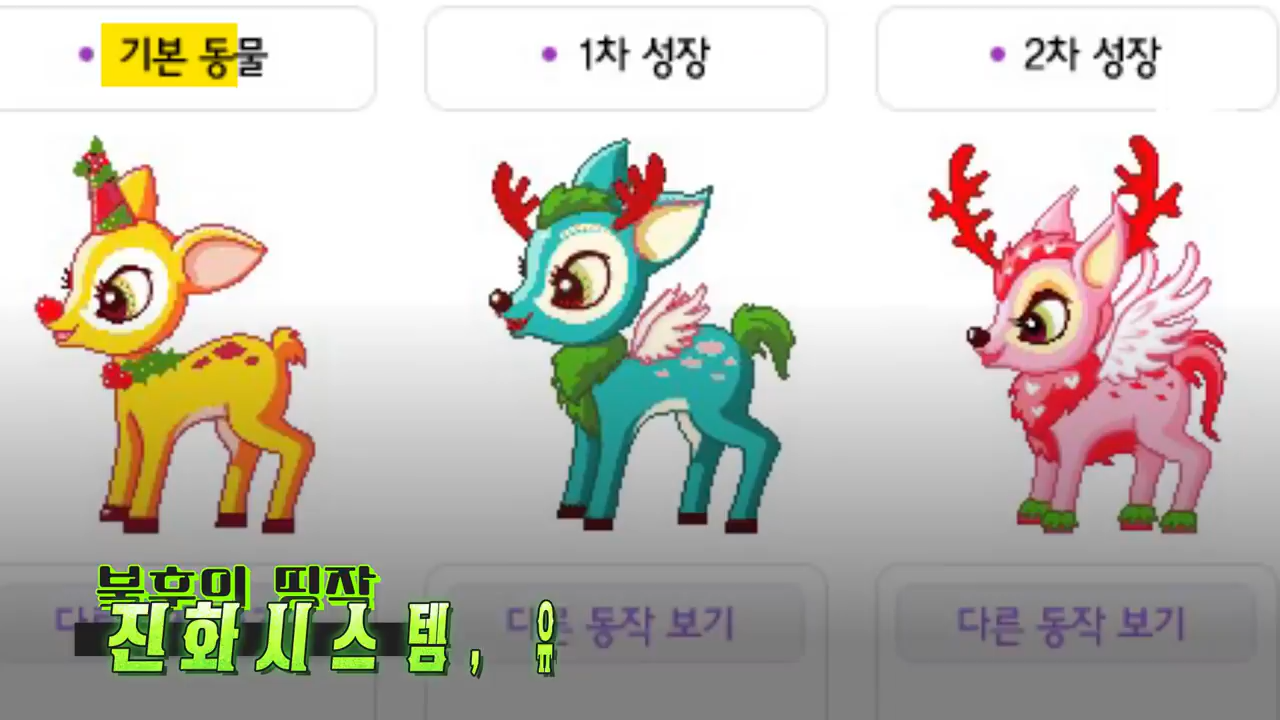 기본 동물
1차 성장
2차 성장
불후의 띵작
진화시스템, 유
다른 동작 보기
다른 동작 보기